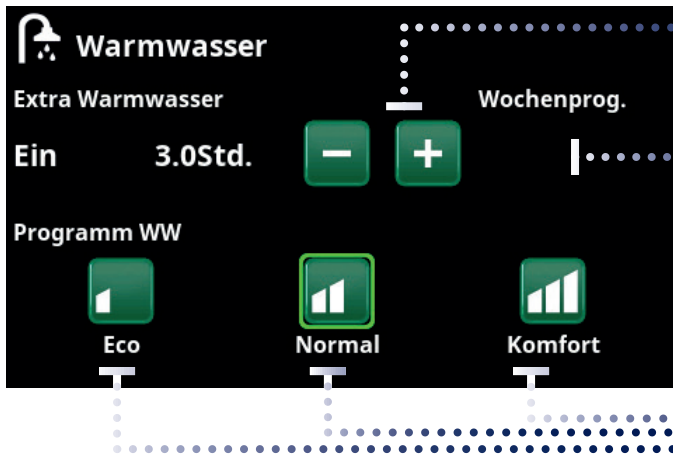 Warmwasser
Extra Warmwasser Wochenprog.
Ein 3.0Std.
Programm WW
Eco Normal Komfort